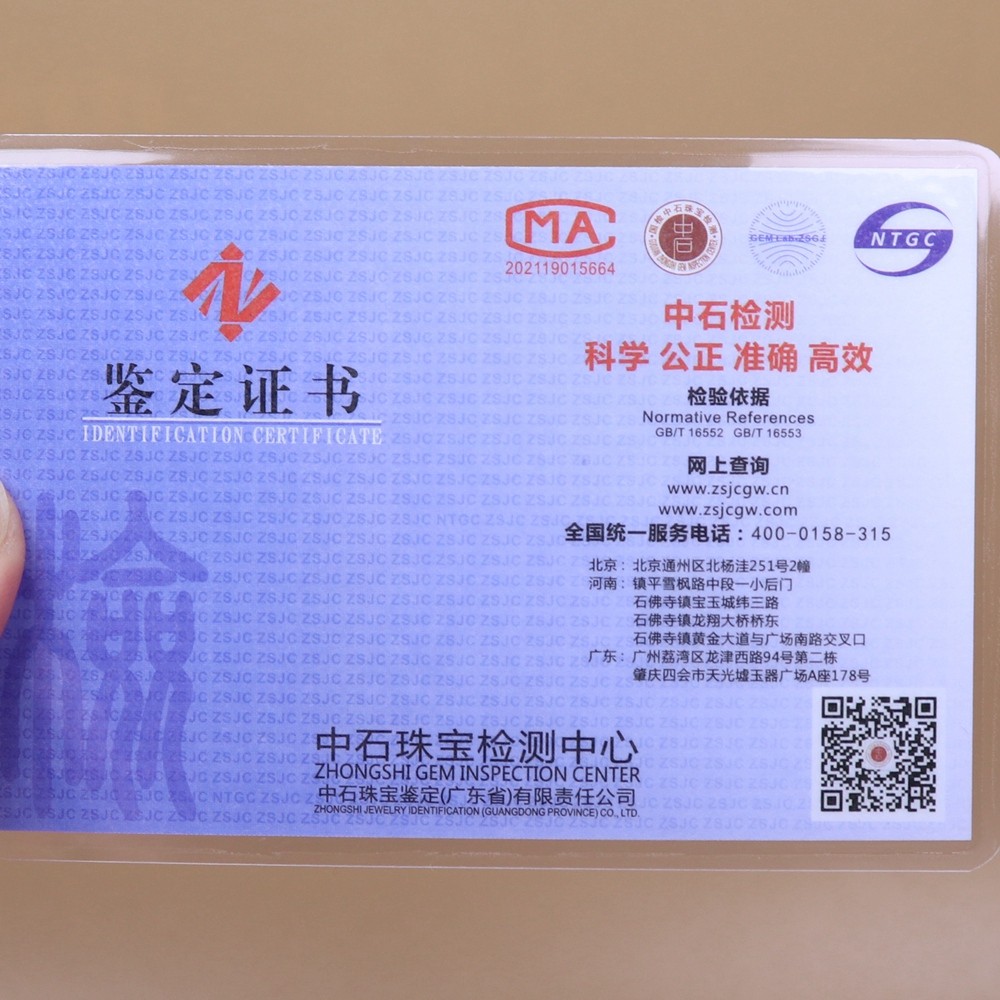 MA
202119015664
GEM LAB ZSGJ
NTGC
中石检测
科学 公正 准确 高效
检验依据
Normative References
GB/T 16552 GB/T 16553
网上查询
www.zsjcgw.cn
www.zsjcgw.com
全国统一服务电话：400-0158-315
北京：北京通州区北杨洼251号2幢
河南：镇平雪枫路中段一小后门
石佛寺镇宝玉城纬三路
石佛寺镇龙翔大桥桥东
石佛寺镇黄金大道与广场南路交叉口
广东：广州荔湾区龙津西路94号第二栋
肇庆四会市天光墟玉器广场A座178号
鉴定证书
IDENTIFICATION CERTIFICATE
中石珠宝检测中心
ZHONGSHI GEM INSPECTION CENTER
中石珠宝鉴定(广东省)有限责任公司
ZHONGSHI JEWELRY IDENTIFICATION (GUANGDONG PROVINCE) CO., LTD.